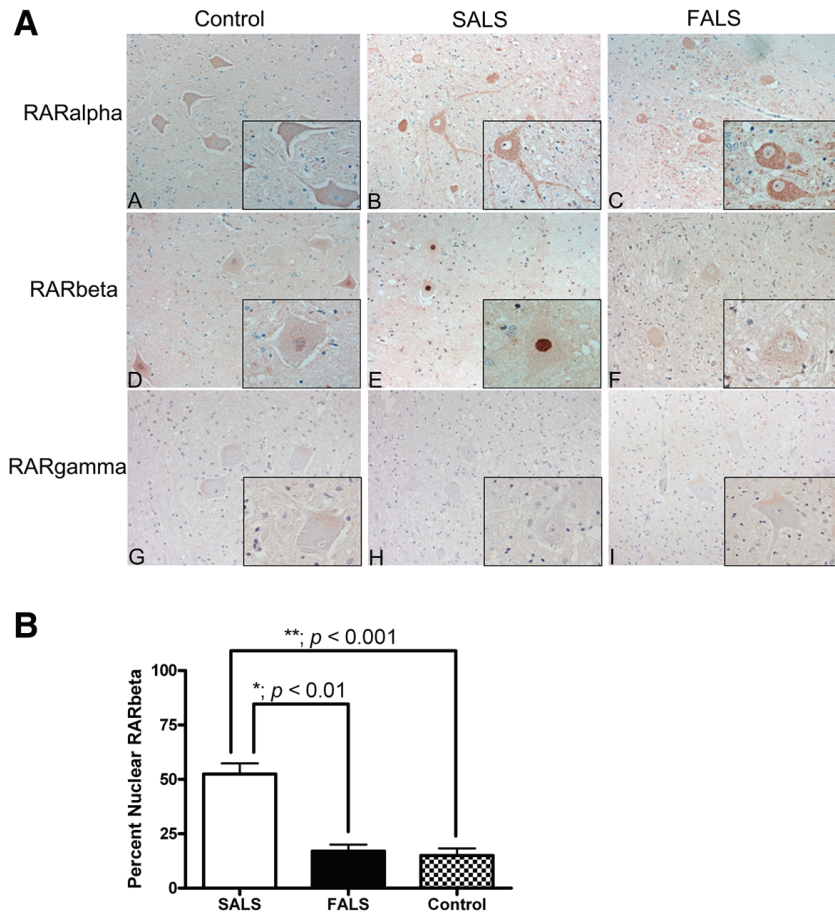 A
Control SALS FALS
RARalpha
A B C
RARbeta
D E F
RARgamma
G H I
B
**; p < 0.001
*; p < 0.01
Percent Nuclear RARbeta
100
75
50
25
0
SALS FALS Control